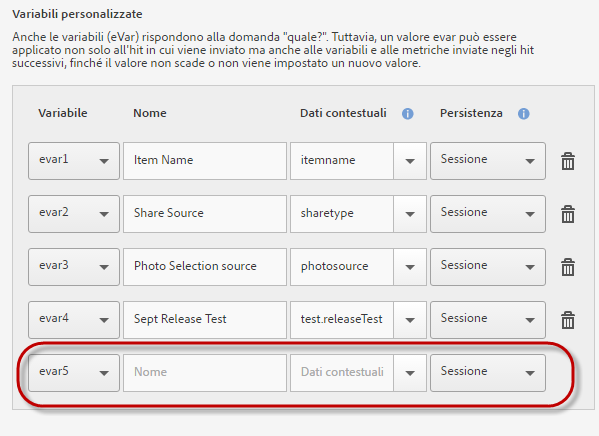 Variabili personalizzate
Anche le variabili (eVar) rispondono alla domanda "quale?". Tuttavia, un valore evar può essere
applicato non solo all'hit in cui viene inviato ma anche alle variabili e alle metriche inviate negli hit
successivi, finché il valore non scade o non viene impostato un nuovo valore.
Variabile Nome Dati contestuali i Persistenza i
evar1 Item Name itemname Sessione
evar2 Share Source sharetype Sessione
evar3 Photo Selection source photosource Sessione
evar4 Sept Release Test test.releaseTest Sessione
evar5 Nome Dati contestuali Sessione